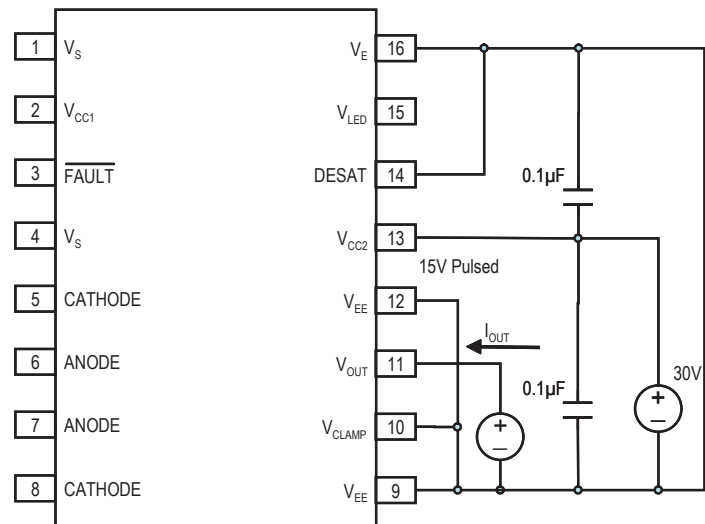 1 V_S V_E 16
2 V_CC1 V_LED 15
3 F̅A̅U̅L̅T̅ DESAT 14
0.1µF
4 V_S V_CC2 13
15V Pulsed
5 CATHODE V_EE 12
I_OUT
6 ANODE V_OUT 11
30V
+
0.1µF
7 ANODE V_CLAMP 10
+
–
–
8 CATHODE V_EE 9